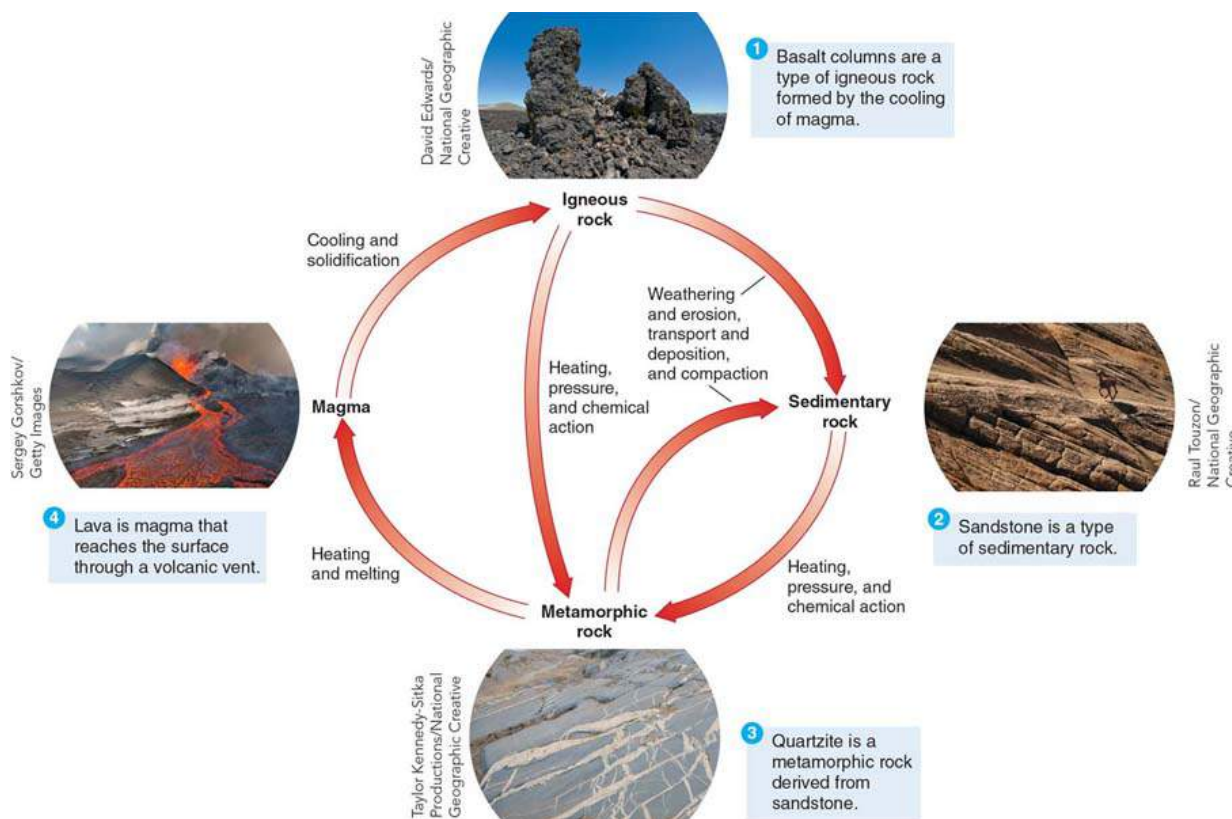 David Edwards/
National Geographic
Creative
1
Basalt columns are a
type of igneous rock
formed by the cooling
of magma.
Igneous
rock
Cooling and
solidification
Weathering
and erosion,
transport and
deposition,
and compaction
Heating,
pressure,
and chemical
action
Sergey Gorshkov/
Getty Images
Magma
Sedimentary
rock
Raul Touzon/
National Geographic
Creative
4
Lava is magma that
reaches the surface
through a volcanic vent.
2
Sandstone is a type
of sedimentary rock.
Heating
and melting
Heating,
pressure, and
chemical action
Metamorphic
rock
Taylor Kennedy-Sitka
Productions/National
Geographic Creative
3
Quartzite is a
metamorphic rock
derived from
sandstone.